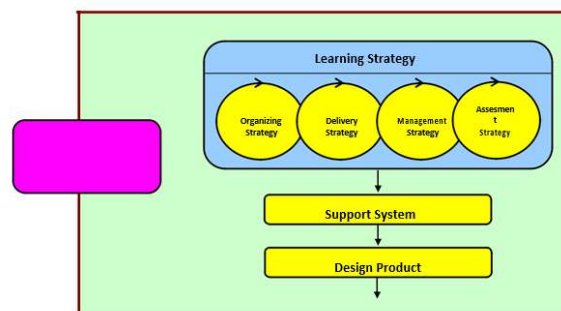 Learning Strategy
Organizing
Strategy
Delivery
Strategy
Management
Strategy
Assesmen
t
Strategy
Support System
Design Product